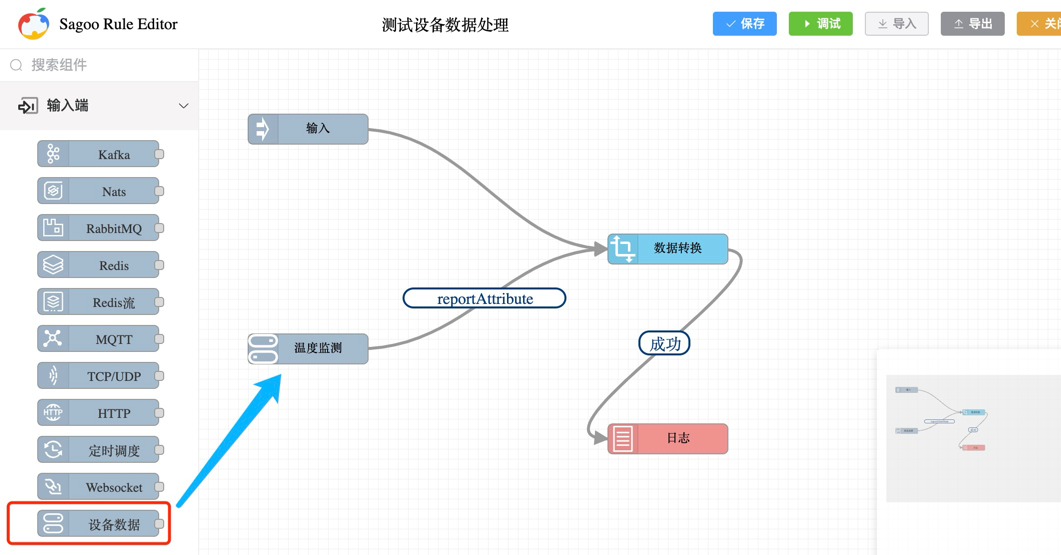 Sagoo Rule Editor
测试设备数据处理
保存
调试
导入
导出
关闭
搜索组件
输入端
Kafka
Nats
RabbitMQ
Redis
Redis流
MQTT
TCP/UDP
HTTP
HTTP
定时调度
Websocket
设备数据
输入
数据转换
reportAttribute
温度监测
成功
日志